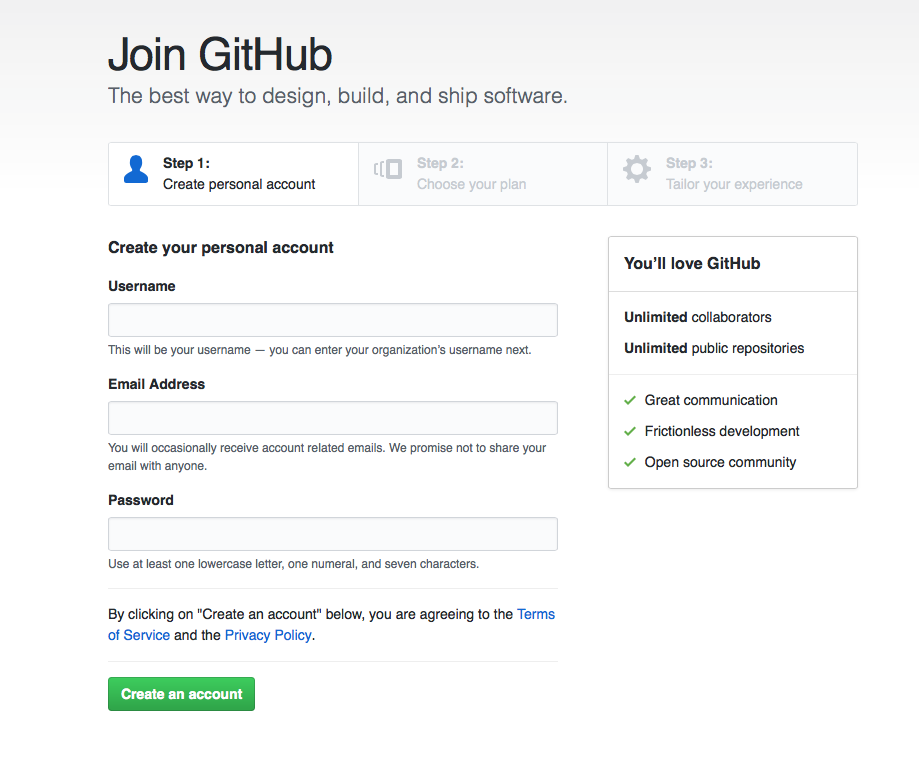 Join GitHub
The best way to design, build, and ship software.
Step 1:
Create personal account
Step 2:
Choose your plan
Step 3:
Tailor your experience
Create your personal account
Username
This will be your username — you can enter your organization’s username next.
Email Address
You will occasionally receive account related emails. We promise not to share your
email with anyone.
Password
Use at least one lowercase letter, one numeral, and seven characters.
By clicking on "Create an account" below, you are agreeing to the Terms
of Service and the Privacy Policy.
Create an account
You’ll love GitHub
Unlimited collaborators
Unlimited public repositories
Great communication
Frictionless development
Open source community